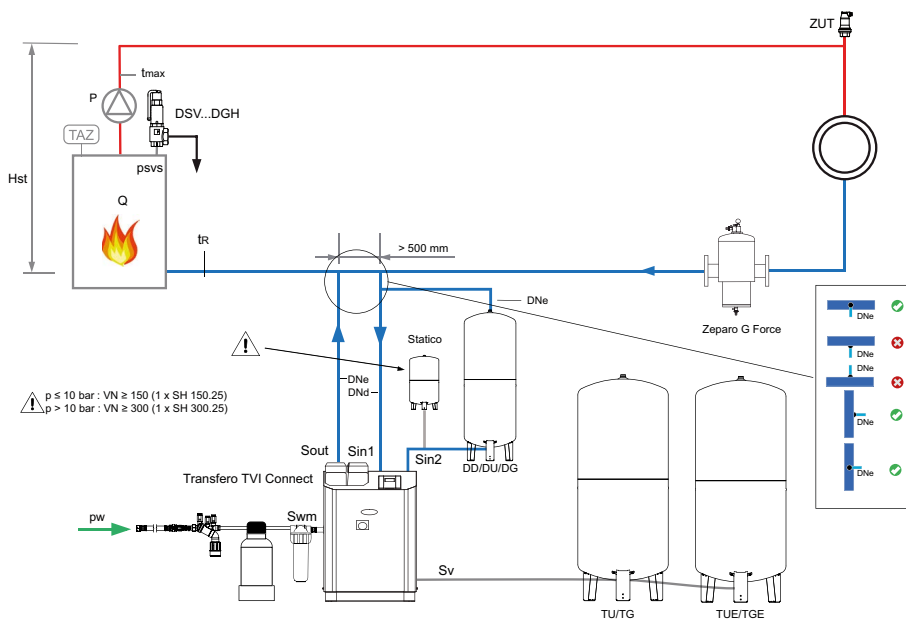 ZUT
tmax
P
DSV...DGH
TAZ
psvs
Hst
Q
tR
> 500 mm
DNe
Zeparo G Force
DNe
DNe
DNe
DNe
DNe
Statico
DNe
DNd
p ≤ 10 bar : VN ≥ 150 (1 x SH 150.25)
p > 10 bar : VN ≥ 300 (1 x SH 300.25)
Sout
Sin1
Sin2
DD/DU/DG
Transfero TVI Connect
pw
Swm
Sv
TU/TG
TUE/TGE